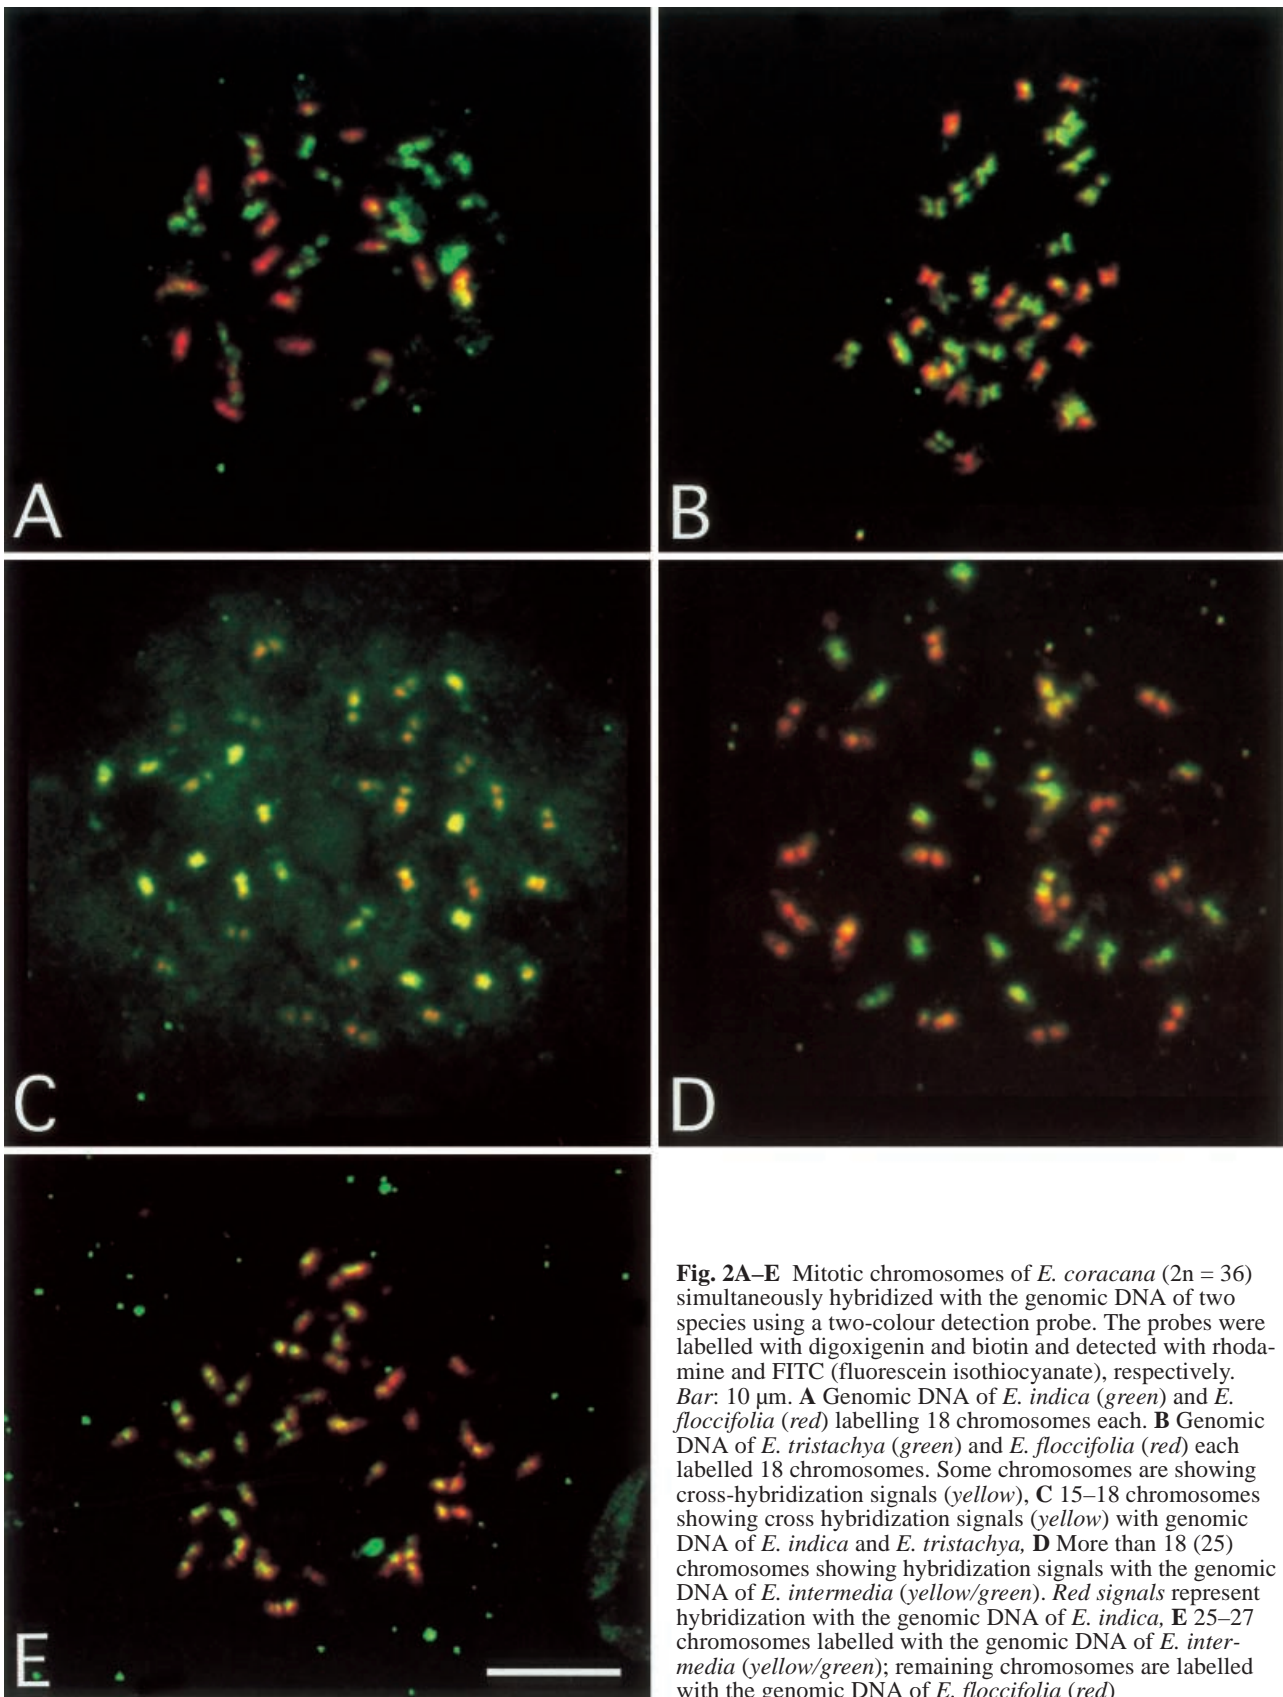 A
B
C
D
E
Fig. 2A–E Mitotic chromosomes of E. coracana (2n = 36)
simultaneously hybridized with the genomic DNA of two
species using a two-colour detection probe. The probes were
labelled with digoxigenin and biotin and detected with rhoda-
mine and FITC (fluorescein isothiocyanate), respectively.
Bar: 10 µm. A Genomic DNA of E. indica (green) and E.
floccifolia (red) labelling 18 chromosomes each. B Genomic
DNA of E. tristachya (green) and E. floccifolia (red) each
labelled 18 chromosomes. Some chromosomes are showing
cross-hybridization signals (yellow), C 15–18 chromosomes
showing cross hybridization signals (yellow) with genomic
DNA of E. indica and E. tristachya, D More than 18 (25)
chromosomes showing hybridization signals with the genomic
DNA of E. intermedia (yellow/green). Red signals represent
hybridization with the genomic DNA of E. indica, E 25–27
chromosomes labelled with the genomic DNA of E. inter-
media (yellow/green); remaining chromosomes are labelled
with the genomic DNA of E. floccifolia (red)